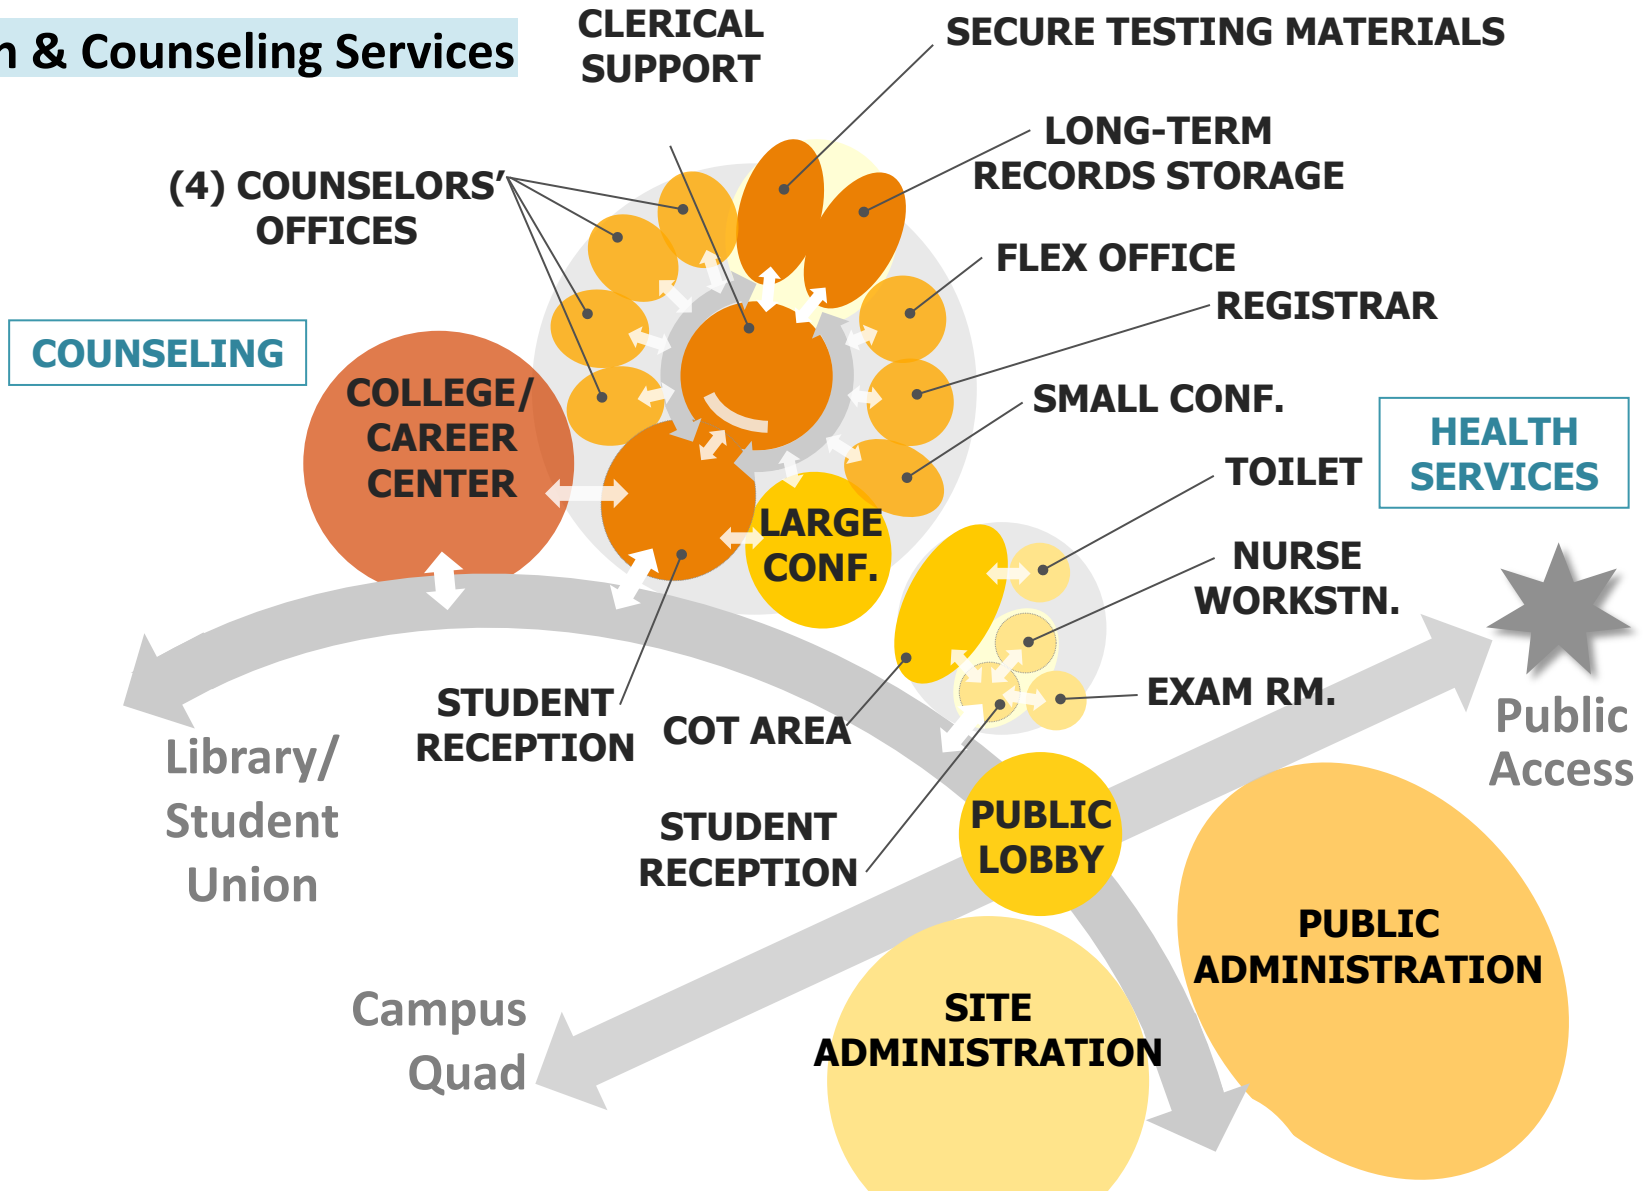 n & Counseling Services
CLERICAL
SUPPORT
SECURE TESTING MATERIALS
LONG-TERM
RECORDS STORAGE
(4) COUNSELORS’
OFFICES
FLEX OFFICE
REGISTRAR
COUNSELING
COLLEGE/
CAREER
CENTER
SMALL CONF.
HEALTH
SERVICES
TOILET
LARGE
CONF.
NURSE
WORKSTN.
STUDENT
RECEPTION
COT AREA
EXAM RM.
Public
Access
Library/
Student
Union
STUDENT
RECEPTION
PUBLIC
LOBBY
PUBLIC
ADMINISTRATION
Campus
Quad
SITE
ADMINISTRATION